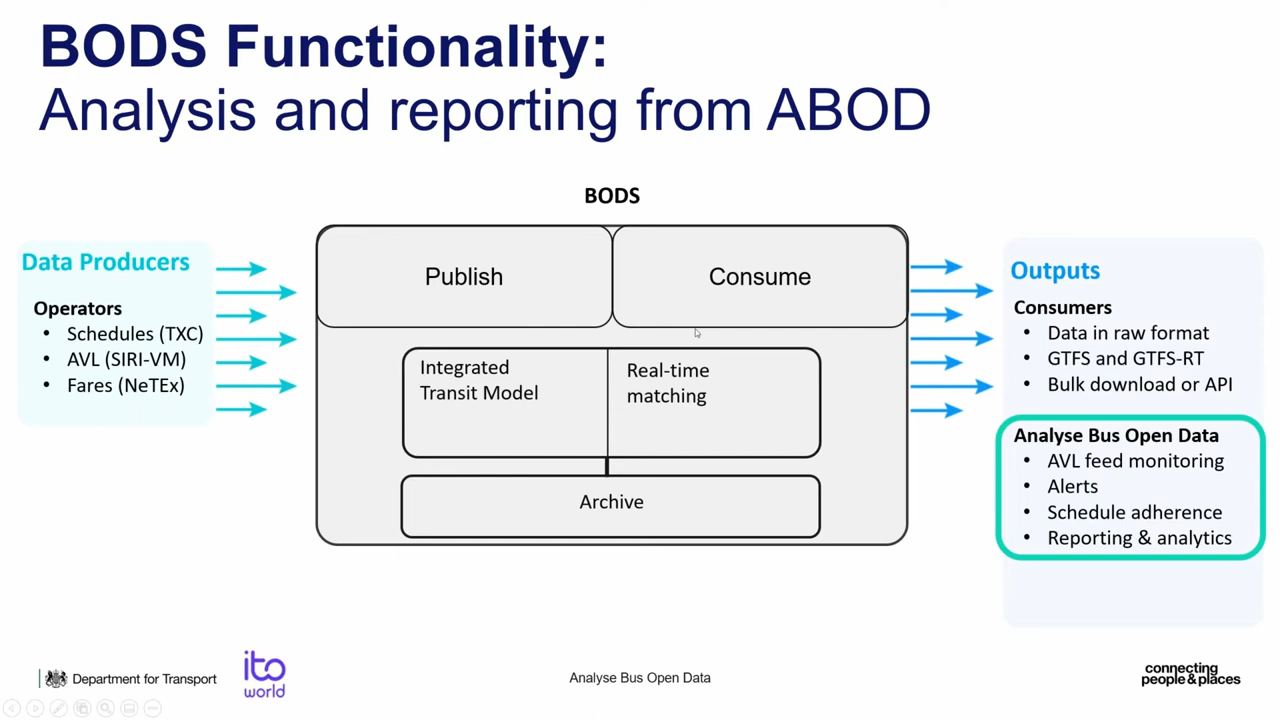 BODS Functionality:
Analysis and reporting from ABOD
BODS
Data Producers
Operators
• Schedules (TXC)
• AVL (SIRI-VM)
• Fares (NeTEx)
Publish
Consume
Integrated
Transit Model
Real-time
matching
Archive
Outputs
Consumers
• Data in raw format
• GTFS and GTFS-RT
• Bulk download or API
Analyse Bus Open Data
• AVL feed monitoring
• Alerts
• Schedule adherence
• Reporting & analytics
Department for Transport
ito
world
Analyse Bus Open Data
connecting
people & places